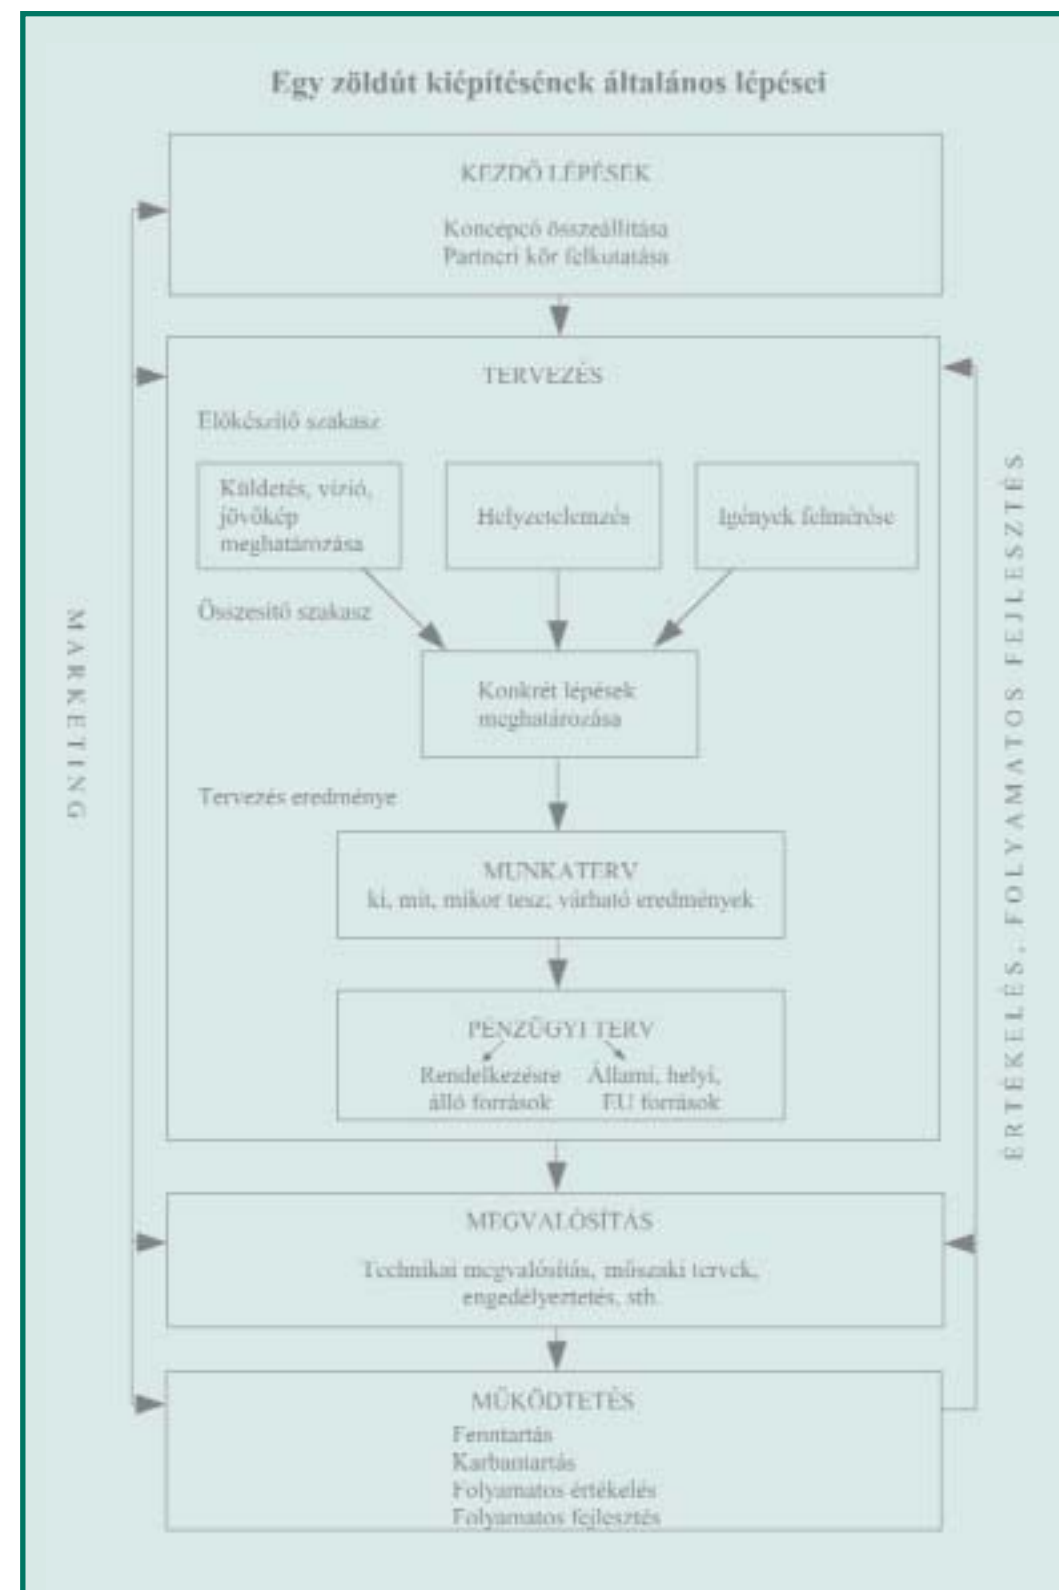 Egy zöldút kiépítésének általános lépései
KEZDŐ LÉPÉSEK
Koncepcó összeállítása
Partneri kör felkutatása
TERVEZÉS
Előkészítő szakasz
Küldetés, vízió,
jövőkép
meghatározása
Helyzetelemzés
Igények felmérése
Összesítő szakasz
Konkrét lépések
meghatározása
Tervezés eredménye
MUNKATERV
ki, mit, mikor tesz; várható eredmények
PÉNZÜGYI TERV
Rendelkezésre
álló források
Állami, helyi,
EU források
MEGVALÓSÍTÁS
Technikai megvalósítás, műszaki tervek,
engedélyeztetés, stb.
MŰKÖDTETÉS
Fenntartás
Karbantartás
Folyamatos értékelés
Folyamatos fejlesztés
MARKETING
ÉRTÉKELÉS, FOLYAMATOS FEJLESZTÉS